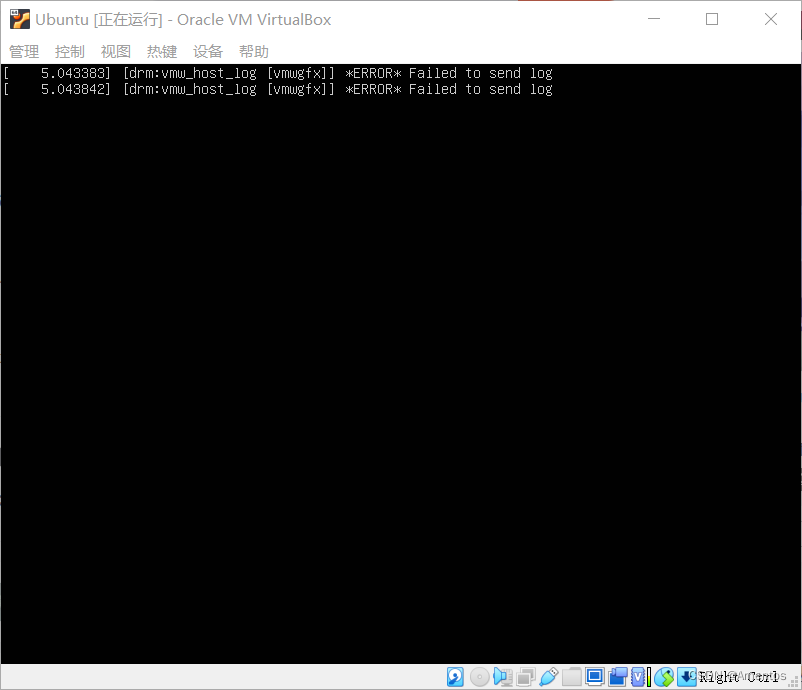 Ubuntu [正在运行] - Oracle VM VirtualBox
管理 控制 视图 热键 设备 帮助
[    5.043383] [drm:vmw_host_log [vmwgfx]] *ERROR* Failed to send log
[    5.043842] [drm:vmw_host_log [vmwgfx]] *ERROR* Failed to send log
Right Ctrl